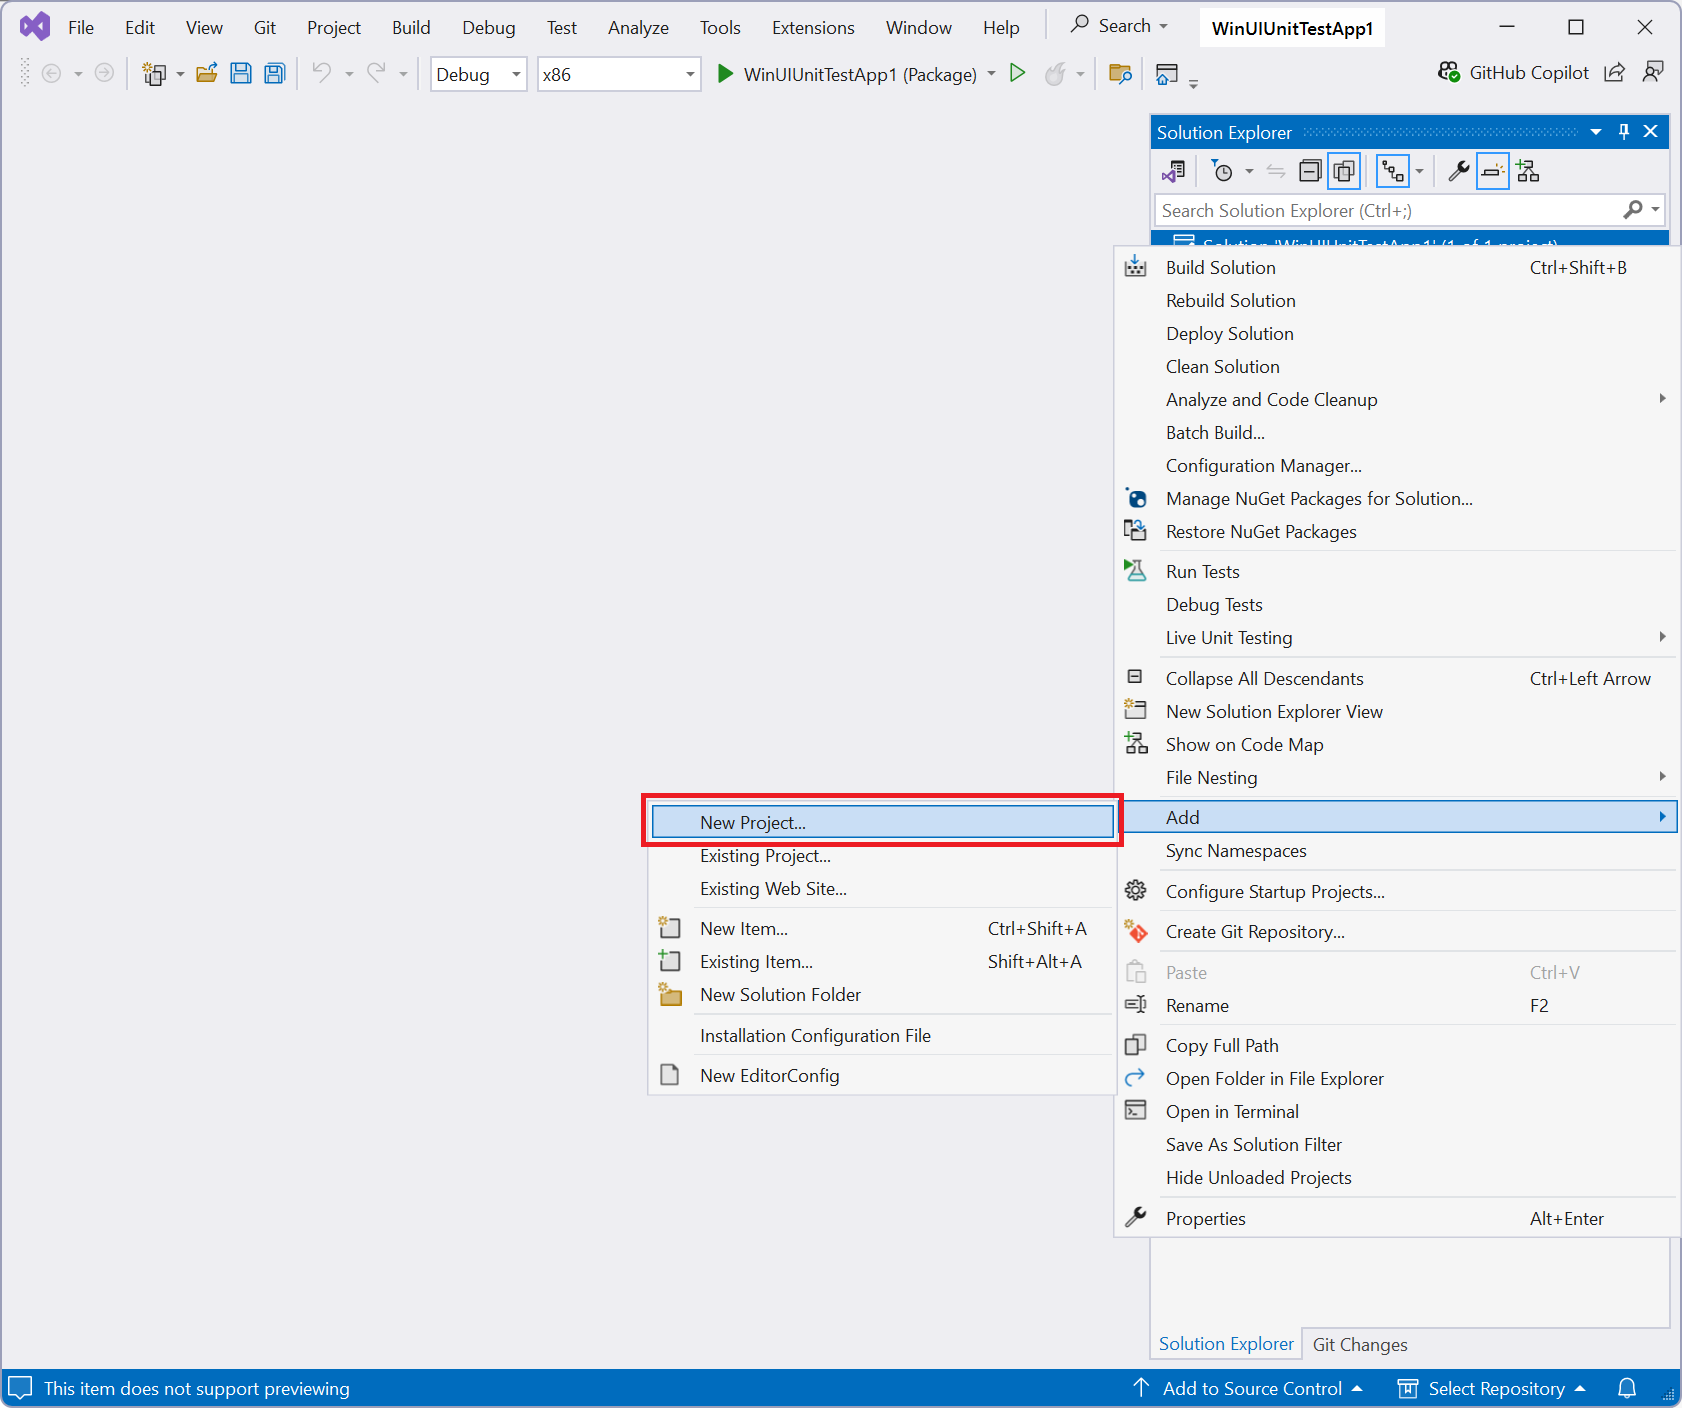 File Edit View Git Project Build Debug Test Analyze Tools Extensions Window Help Search WinUIUnitTestApp1
Debug x86 WinUIUnitTestApp1 (Package) GitHub Copilot
Solution Explorer
Search Solution Explorer (Ctrl+;)
Solution 'WinUIUnitTestApp1' (1 of 1 project)
Build Solution Ctrl+Shift+B
Rebuild Solution
Deploy Solution
Clean Solution
Analyze and Code Cleanup
Batch Build...
Configuration Manager...
Manage NuGet Packages for Solution...
Restore NuGet Packages
Run Tests
Debug Tests
Live Unit Testing
Collapse All Descendants Ctrl+Left Arrow
New Solution Explorer View
Show on Code Map
File Nesting
Add
Sync Namespaces
Configure Startup Projects...
Create Git Repository...
Paste Ctrl+V
Rename F2
Copy Full Path
Open Folder in File Explorer
Open in Terminal
Save As Solution Filter
Hide Unloaded Projects
Properties Alt+Enter
New Project...
Existing Project...
Existing Web Site...
New Item... Ctrl+Shift+A
Existing Item... Shift+Alt+A
New Solution Folder
Installation Configuration File
New EditorConfig
Solution Explorer Git Changes
This item does not support previewing Add to Source Control Select Repository